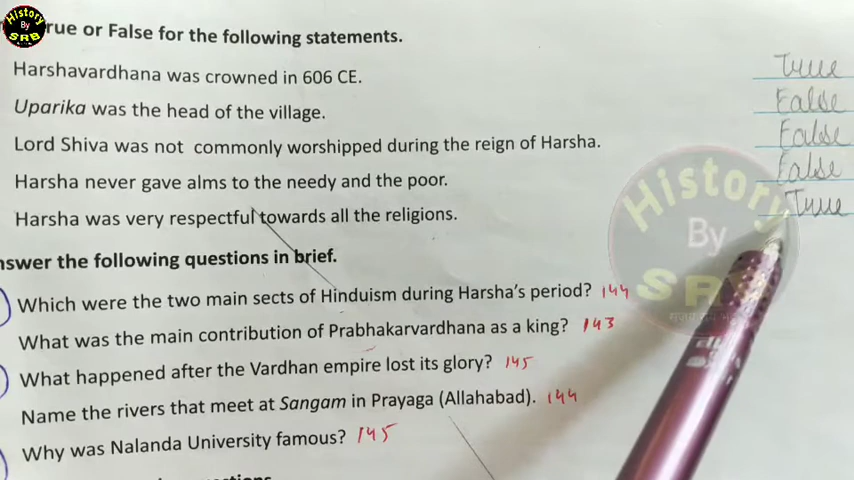 History
By
SRB
rue or False for the following statements.
Harshavardhana was crowned in 606 CE. True
Uparika was the head of the village. False
Lord Shiva was not commonly worshipped during the reign of Harsha. False
Harsha never gave alms to the needy and the poor. False
Harsha was very respectful towards all the religions. True
History
By
SRB
nswer the following questions in brief.
Which were the two main sects of Hinduism during Harsha's period? 144
What was the main contribution of Prabhakarvardhana as a king? 143
What happened after the Vardhan empire lost its glory? 145
Name the rivers that meet at Sangam in Prayaga (Allahabad). 144
Why was Nalanda University famous? 145